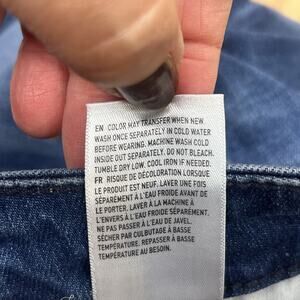 EN COLOR MAY TRANSFER WHEN NEW.
WASH ONCE SEPARATELY IN COLD WATER
BEFORE WEARING. MACHINE WASH COLD
INSIDE OUT SEPARATELY. DO NOT BLEACH.
TUMBLE DRY LOW. COOL IRON IF NEEDED.
FR RISQUE DE DÉCOLORATION LORSQUE
LE PRODUIT EST NEUF. LAVER UNE FOIS
SÉPARÉMENT À L'EAU FROIDE AVANT DE
LE PORTER. LAVER À LA MACHINE À
L'ENVERS À L'EAU FROIDE SÉPARÉMENT.
NE PAS PASSER À L'EAU DE JAVEL.
SÉCHER PAR CULBUTAGE À BASSE
TEMPÉRATURE. REPASSER À BASSE
TEMPÉRATURE AU BESOIN.